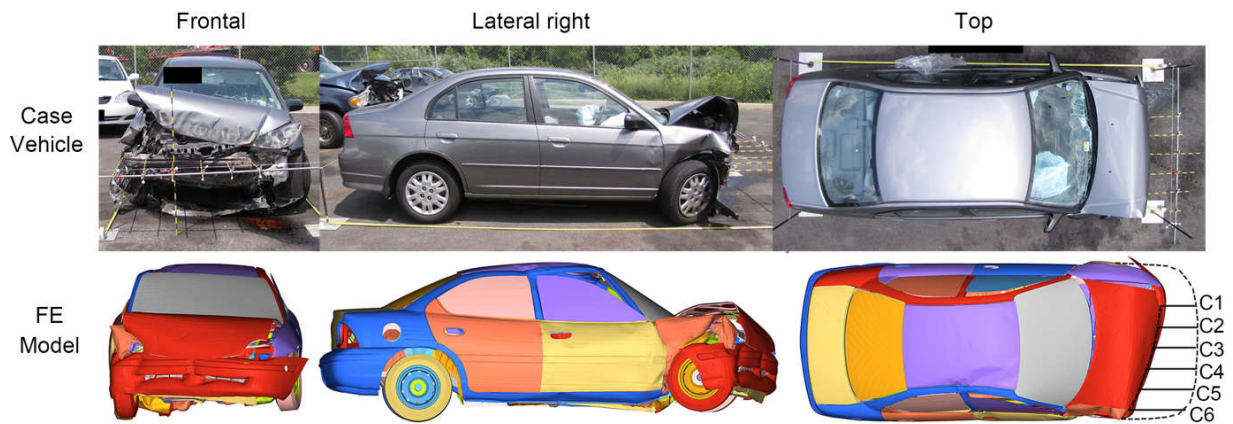 Frontal
Lateral right
Top
Case
Vehicle
FE
Model
C1
C2
C3
C4
C5
C6